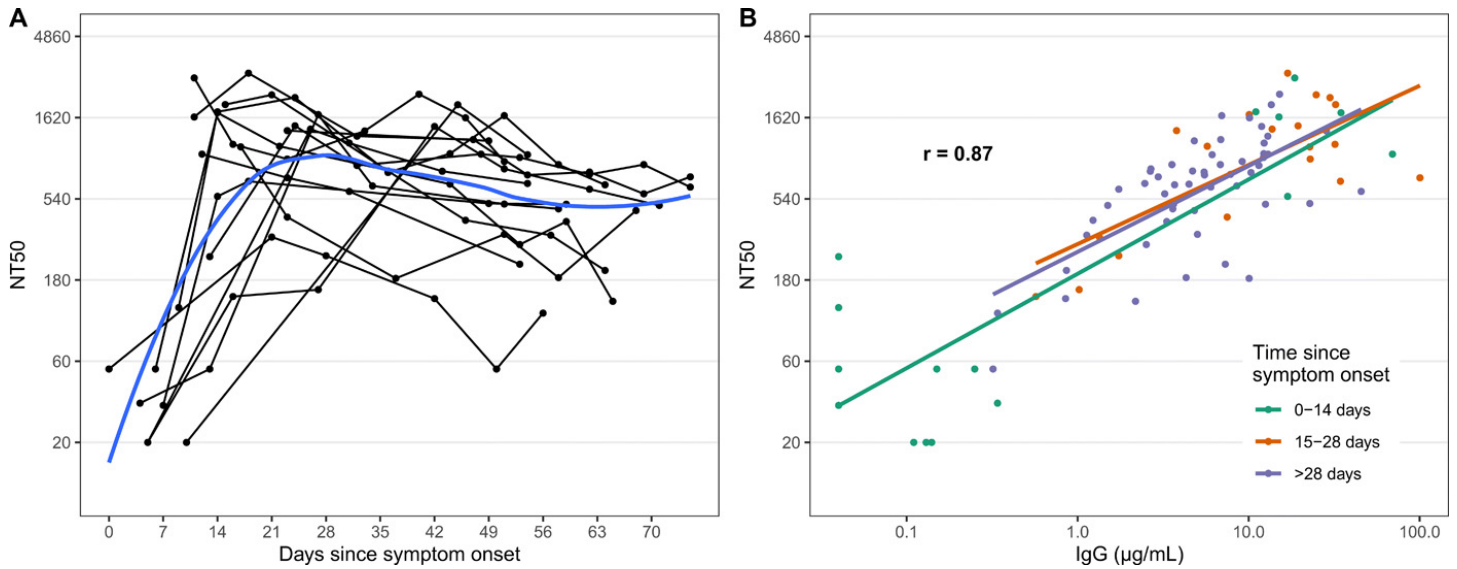 A
4860
1620
540
180
60
20
NT50
0 7 14 21 28 35 42 49 56 63 70
Days since symptom onset
B
4860
1620
540
180
60
20
NT50
r = 0.87
Time since
symptom onset
0−14 days
15−28 days
>28 days
0.1 1.0 10.0 100.0
IgG (μg/mL)